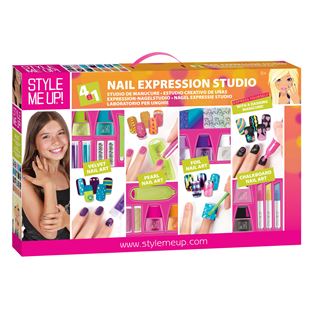 STYLE
ME UP!
4 in 1
NAIL EXPRESSION STUDIO
STUDIO DE MANUCURE • ESTUDIO CREATIVO DE UÑAS
EXPRESSION-NAGELSTUDIO • NAGEL EXPRESSIE STUDIO
LABORATORIO PER UNGHIE
VELVET
NAIL ART
PEARL
NAIL ART
FOIL
NAIL ART
CHALKBOARD
NAIL ART
www.stylemeup.com